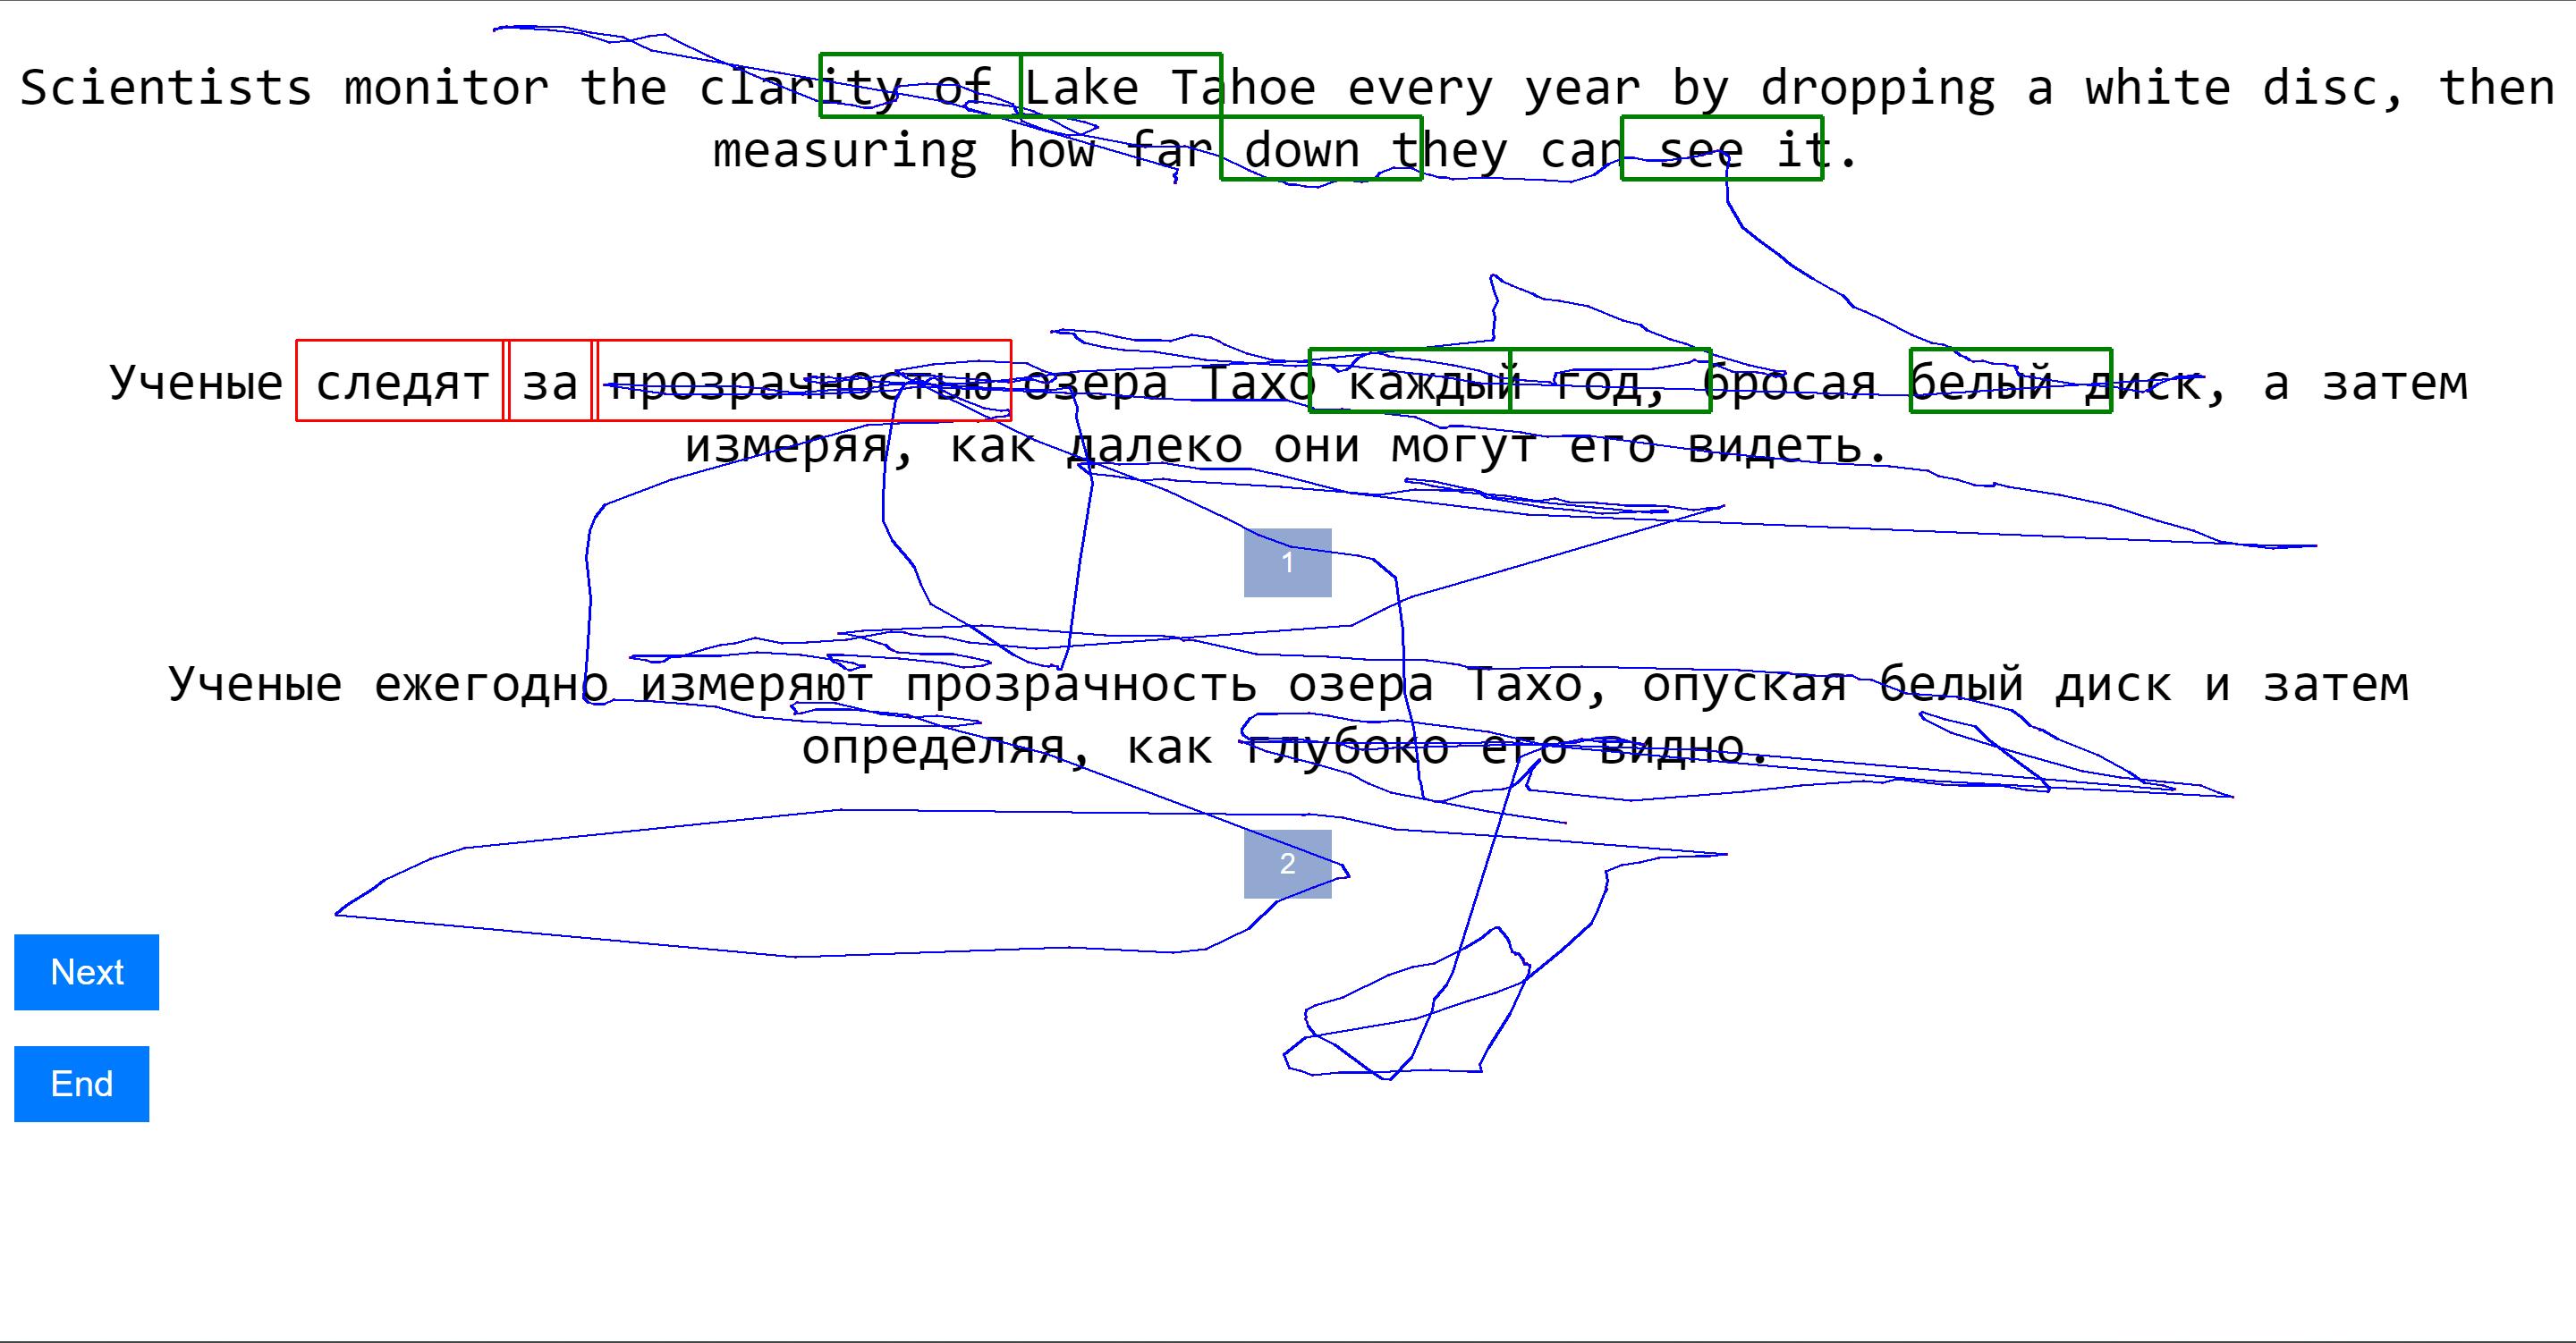 Scientists monitor the clarity of Lake Tahoe every year by dropping a white disc, then
measuring how far down they can see it.
Ученые следят за прозрачностью озера Тахо каждый год, бросая белый диск, а затем
измеряя, как далеко они могут его видеть.
1
Ученые ежегодно измеряют прозрачность озера Тахо, опуская белый диск и затем
определяя, как глубоко его видно.
2
Next
End